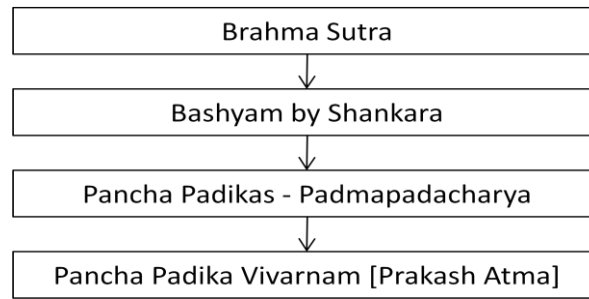 Brahma Sutra
Bashyam by Shankara
Pancha Padikas - Padmapadacharya
Pancha Padika Vivarnam [Prakash Atma]